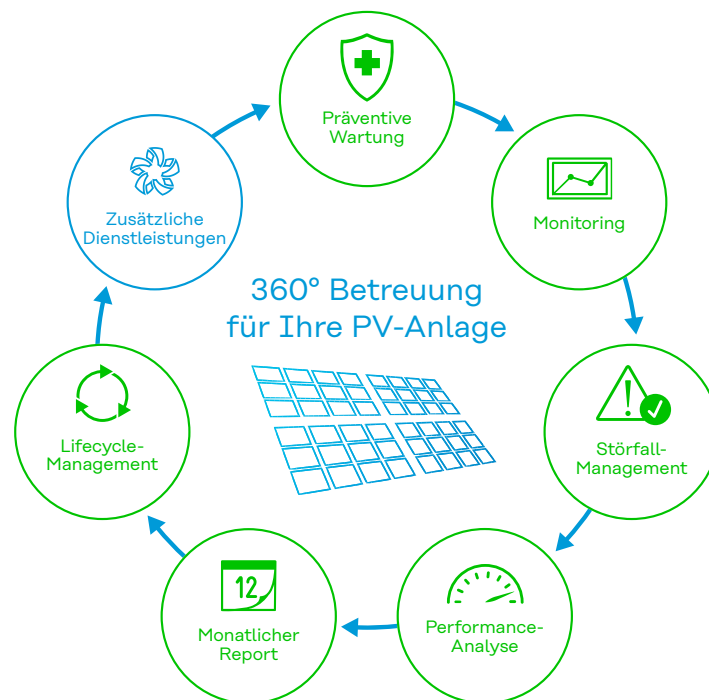 Präventive
Wartung
Monitoring
Störfall-
Management
Performance-
Analyse
12
Monatlicher
Report
Lifecycle-
Management
Zusätzliche
Dienstleistungen
360° Betreuung
für Ihre PV-Anlage